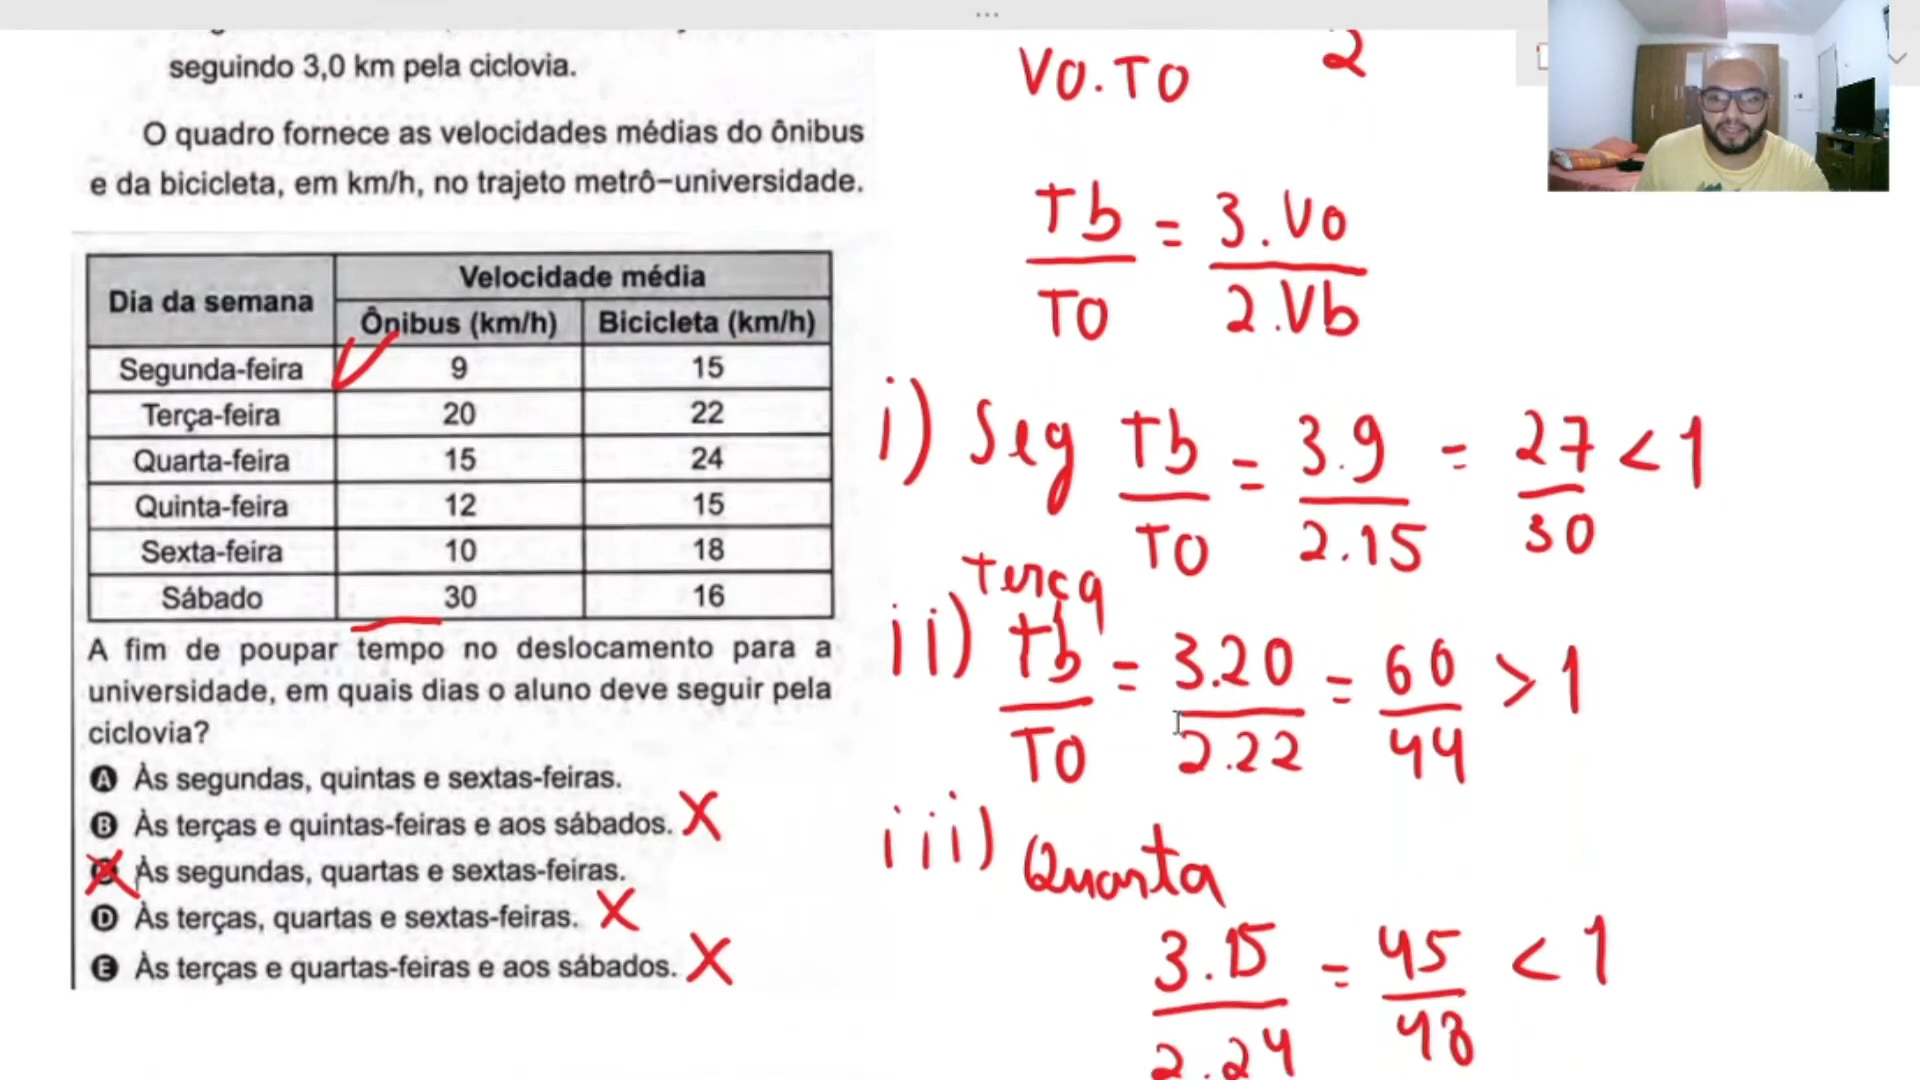 seguindo 3,0 km pela ciclovia.
O quadro fornece as velocidades médias do ônibus
e da bicicleta, em km/h, no trajeto metrô–universidade.
Dia da semana Velocidade média
Ônibus (km/h) Bicicleta (km/h)
Segunda-feira 9 15
Terça-feira 20 22
Quarta-feira 15 24
Quinta-feira 12 15
Sexta-feira 10 18
Sábado 30 16
A fim de poupar tempo no deslocamento para a
universidade, em quais dias o aluno deve seguir pela
ciclovia?
A Às segundas, quintas e sextas-feiras.
B Às terças e quintas-feiras e aos sábados. X
C Às segundas, quartas e sextas-feiras.
D Às terças, quartas e sextas-feiras. X
E Às terças e quartas-feiras e aos sábados. X
VO.TO 2
Tb = 3.Vo
TO 2.Vb
i) Seg Tb = 3.9 = 27 < 1
TO 2.15 30
terça
ii) Tb = 3.20 = 60 > 1
TO 2.22 44
iii) Quarta
3.15 = 45 < 1
2.24 48